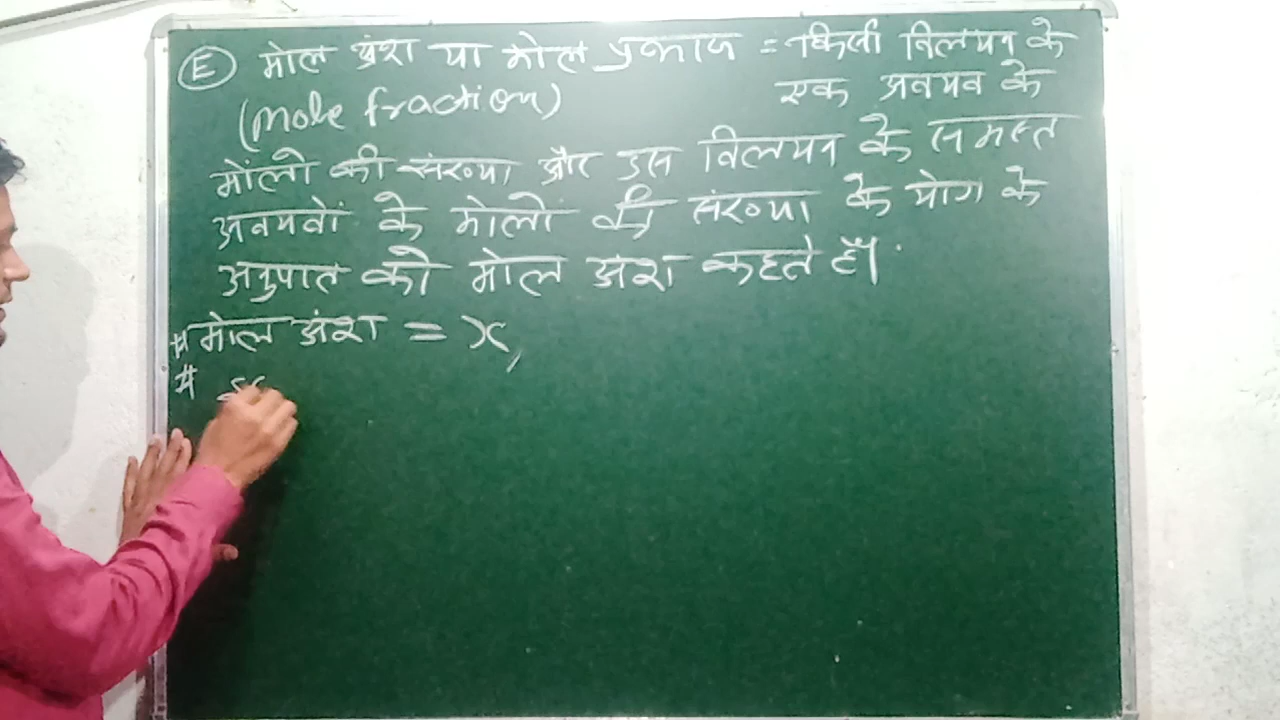 (E) मोल अंश या मोल प्रभाज = किसी विलयन के
(mole fraction) एक अवयव के
मोलों की संख्या और उस विलयन के समस्त
अवयवों के मोलों की संख्या के योग के
अनुपात को मोल अंश कहते हैं।
# मोल अंश = x,
#